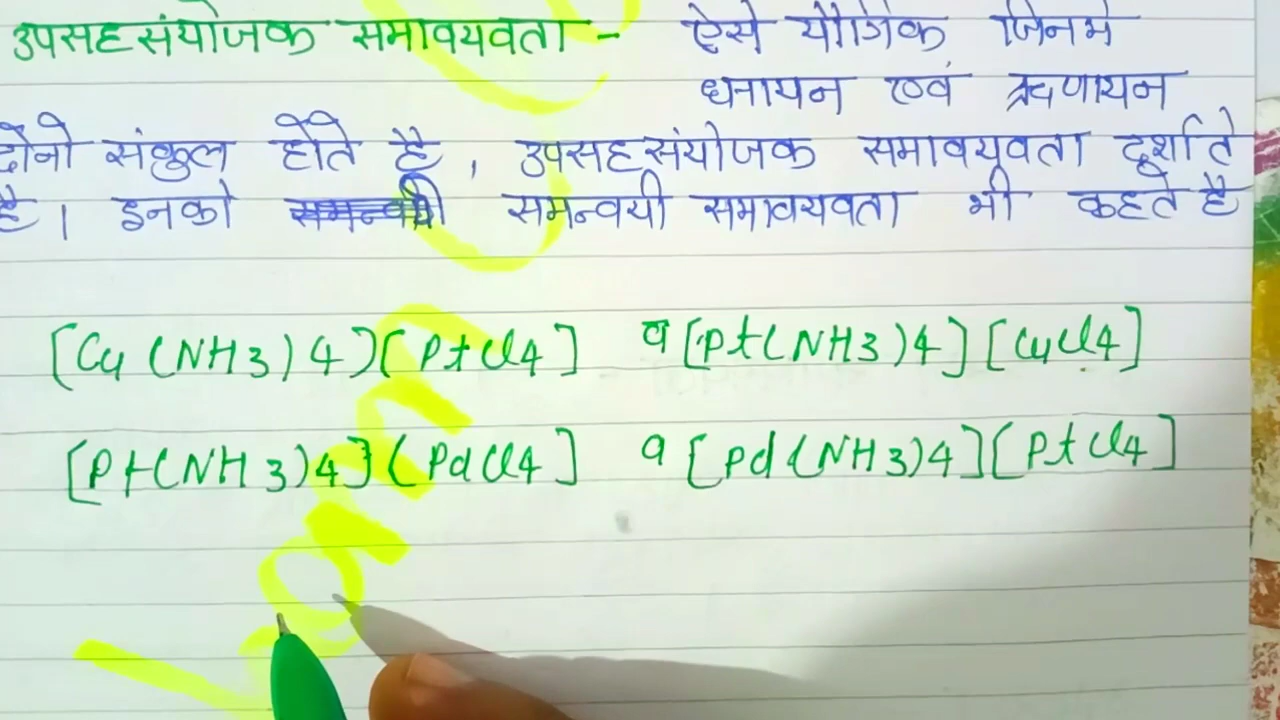 उपसहसंयोजक समावयवता - ऐसे यौगिक जिनमे
धनायन एवं ऋणायन
दोनो संकुल होते है, उपसहसंयोजक समावयवता दर्शाते
है। इनको समन्वयी समावयवता भी कहते है
[Cu (NH3)4][PtCl4] व [Pt(NH3)4][CuCl4]
[Pt(NH3)4](PdCl4] व [Pd(NH3)4][PtCl4]